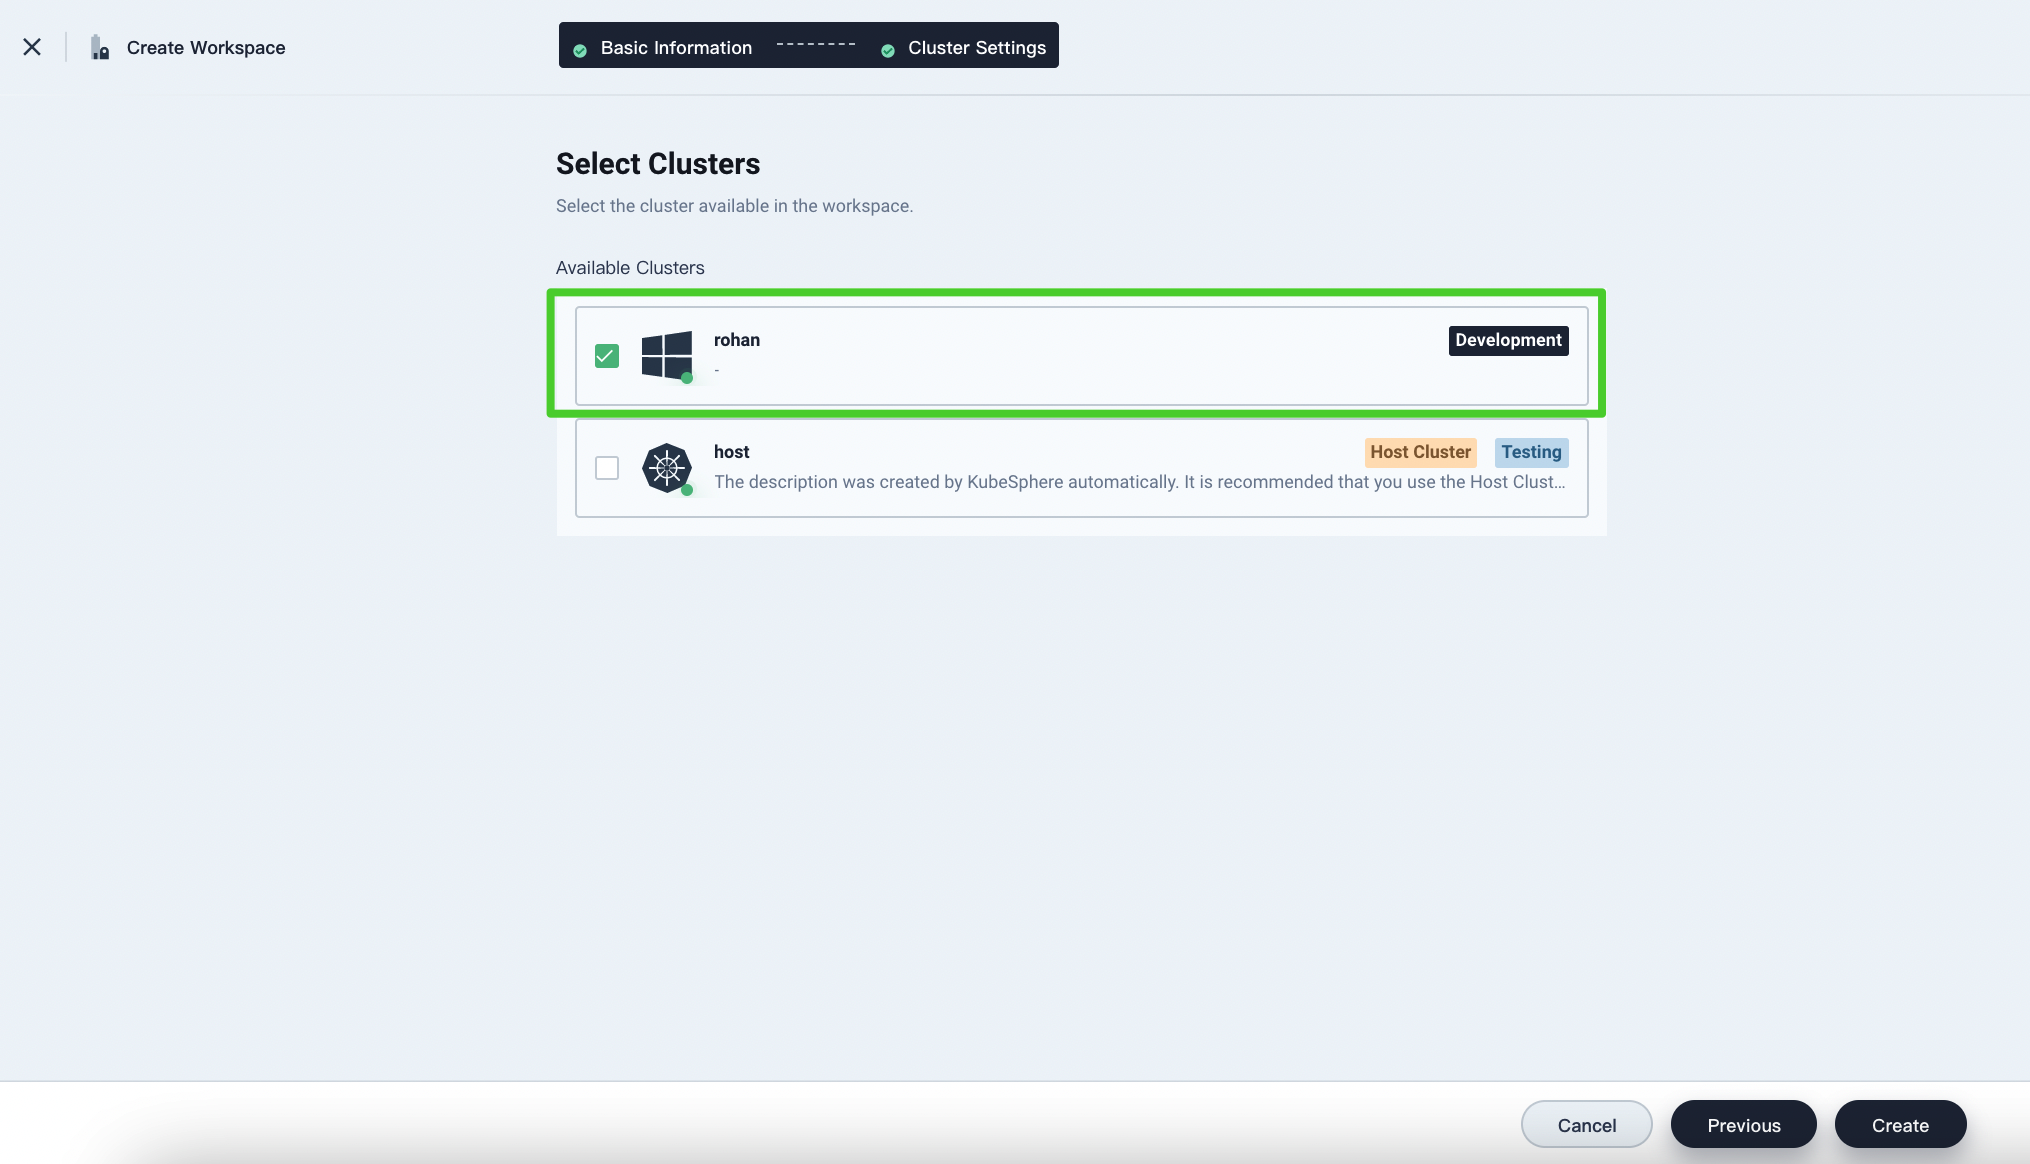 Create Workspace
Basic Information
Cluster Settings
Select Clusters
Select the cluster available in the workspace.
Available Clusters
rohan
Development
-
host
Host Cluster
Testing
The description was created by KubeSphere automatically. It is recommended that you use the Host Clust...
Cancel
Previous
Create